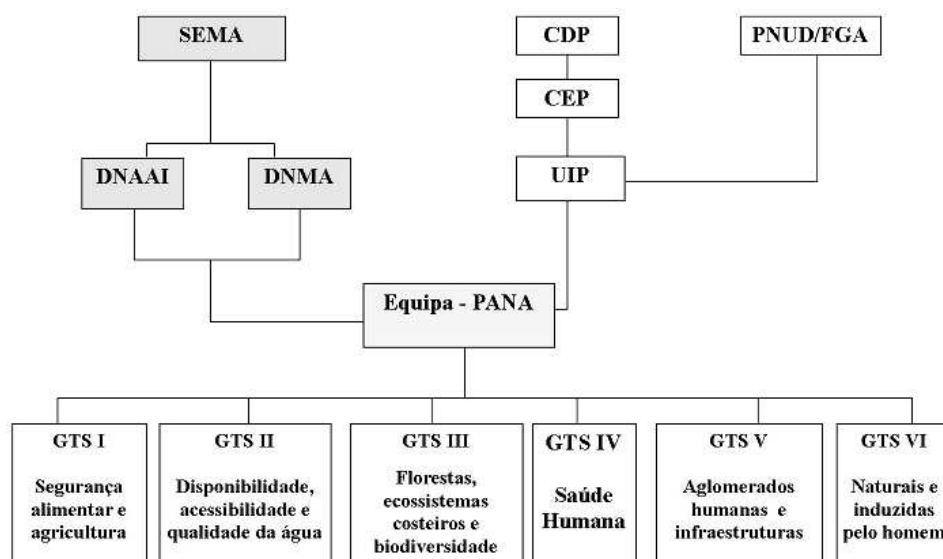 SEMA
CDP
PNUD/FGA
CEP
DNAAI
DNMA
UIP
Equipa - PANA
GTS I
Segurança
alimentar e
agricultura
GTS II
Disponibilidade,
acessibilidade e
qualidade da água
GTS III
Florestas,
ecossistemas
costeiros e
biodiversidade
GTS IV
Saúde
Humana
GTS V
Aglomerados
humanas e
infraestruturas
GTS VI
Naturais e
induzidas
pelo homem